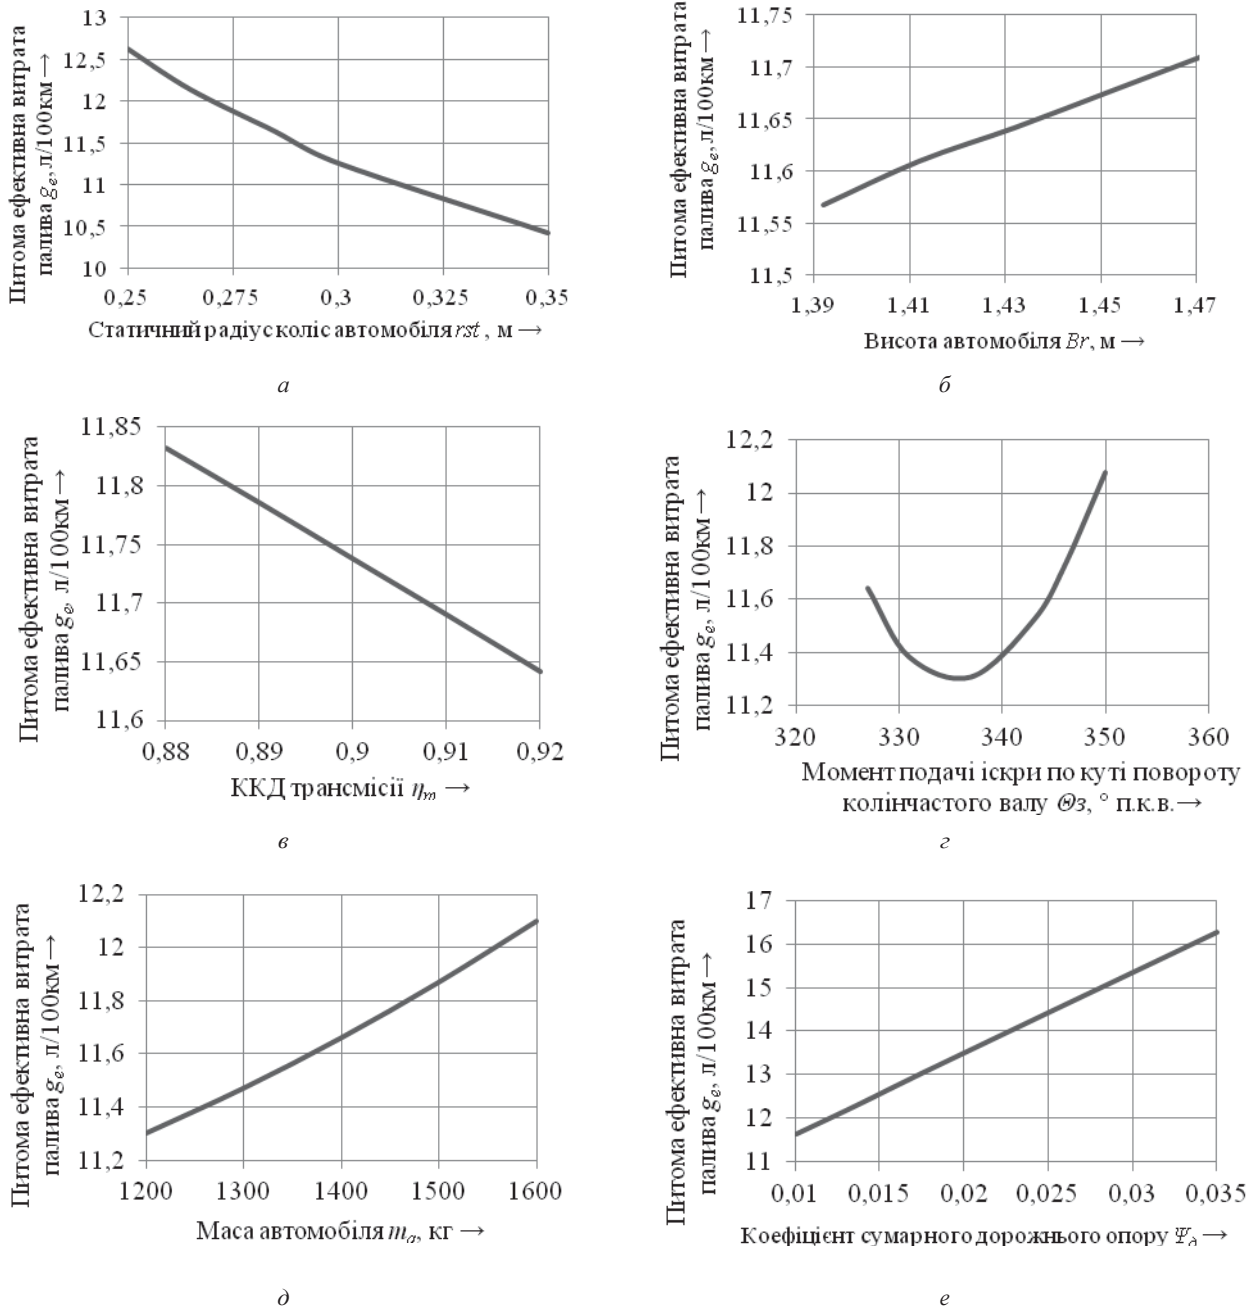 Питома ефективна витрата
палива gₑ, л/100км →
13
12,5
12
11,5
11
10,5
10
0,25 0,275 0,3 0,325 0,35
Статичний радіус коліс автомобіля rst , м →
а
Питома ефективна витрата
палива gₑ, л/100км →
11,75
11,7
11,65
11,6
11,55
11,5
1,39 1,41 1,43 1,45 1,47
Висота автомобіля Br, м →
б
Питома ефективна витрата
палива gₑ, л/100км →
11,85
11,8
11,75
11,7
11,65
11,6
0,88 0,89 0,9 0,91 0,92
ККД трансмісії ηₘ →
в
Питома ефективна витрата
палива gₑ, л/100км →
12,2
12
11,8
11,6
11,4
11,2
320 330 340 350 360
Момент подачі іскри по куті повороту
колінчастого валу Θз, ° п.к.в. →
г
Питома ефективна витрата
палива gₑ, л/100км →
12,2
12
11,8
11,6
11,4
11,2
1200 1300 1400 1500 1600
Маса автомобіля mₐ, кг →
д
Питома ефективна витрата
палива gₑ, л/100км →
17
16
15
14
13
12
11
0,01 0,015 0,02 0,025 0,03 0,035
Коефіцієнт сумарного дорожнього опору Ψд →
е